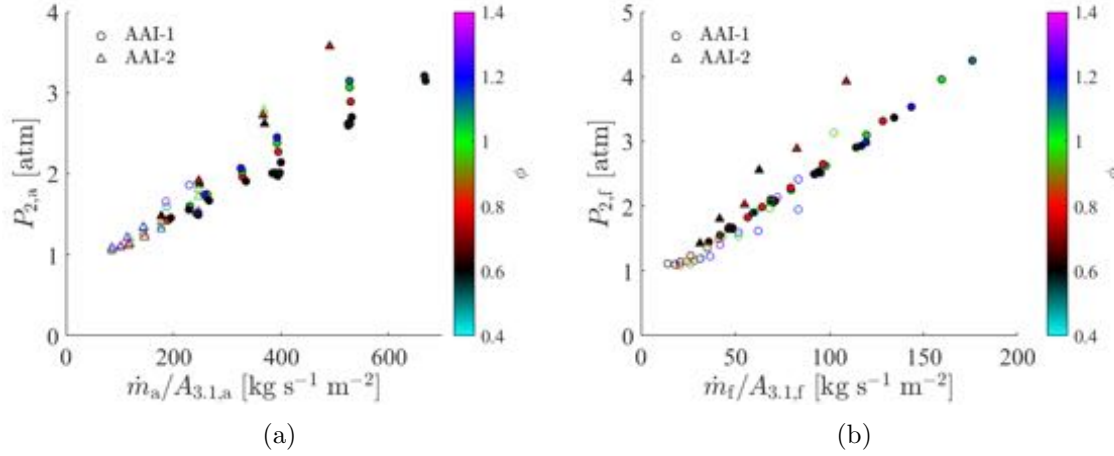 4
3
2
1
0
P₂,ₐ [atm]
○ AAI-1
△ AAI-2
0 200 400 600
ṁₐ/A₃.₁,ₐ [kg s⁻¹ m⁻²]
1.4
1.2
1
0.8
0.6
0.4
ϕ
(a)
5
4
3
2
1
0
P₂,f [atm]
○ AAI-1
△ AAI-2
0 50 100 150 200
ṁf/A₃.₁,f [kg s⁻¹ m⁻²]
1.4
1.2
1
0.8
0.6
0.4
ϕ
(b)